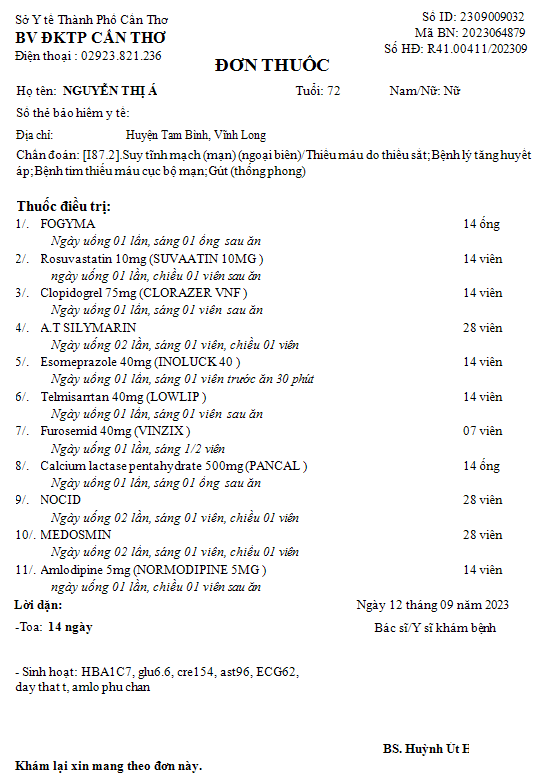 Sở Y tế Thành Phố Cần Thơ
Số ID: 2309009032
BV ĐKTP CẦN THƠ
Mã BN: 2023064879
Điện thoại : 02923.821.236
Số HĐ: R41.00411/202309
ĐƠN THUỐC
Họ tên: NGUYỄN THỊ Á Tuổi: 72 Nam/Nữ: Nữ
Số thẻ bảo hiểm y tế:
Địa chỉ: Huyện Tam Bình, Vĩnh Long
Chẩn đoán: [I87.2].Suy tĩnh mạch (mạn) (ngoại biên)/Thiếu máu do thiếu sắt; Bệnh lý tăng huyết
áp; Bệnh tim thiếu máu cục bộ mạn; Gút (thống phong)
Thuốc điều trị:
1/. FOGYMA 14 ống
Ngày uống 01 lần, sáng 01 ống sau ăn
2/. Rosuvastatin 10mg (SUVAATIN 10MG ) 14 viên
ngày uống 01 lần, chiều 01 viên sau ăn
3/. Clopidogrel 75mg (CLORAZER VNF ) 14 viên
Ngày uống 01 lần, sáng 01 viên sau ăn
4/. A.T SILYMARIN 28 viên
Ngày uống 02 lần, sáng 01 viên, chiều 01 viên
5/. Esomeprazole 40mg (INOLUCK 40 ) 14 viên
Ngày uống 01 lần, sáng 01 viên trước ăn 30 phút
6/. Telmisarrtan 40mg (LOWLIP ) 14 viên
Ngày uống 01 lần, sáng 01 viên sau ăn
7/. Furosemid 40mg (VINZIX ) 07 viên
Ngày uống 01 lần, sáng 1/2 viên
8/. Calcium lactase pentahydrate 500mg (PANCAL ) 14 ống
Ngày uống 01 lần, sáng 01 ống sau ăn
9/. NOCID 28 viên
Ngày uống 02 lần, sáng 01 viên, chiều 01 viên
10/. MEDOSMIN 28 viên
Ngày uống 02 lần, sáng 01 viên, chiều 01 viên
11/. Amlodipine 5mg (NORMODIPINE 5MG ) 14 viên
ngày uống 01 lần, chiều 01 viên sau ăn
Lời dặn: Ngày 12 tháng 09 năm 2023
-Toa: 14 ngày Bác sĩ/Y sĩ khám bệnh
- Sinh hoat: HBA1C7, glu6.6, cre154, ast96, ECG62,
day that t, amlo phu chan
BS. Huỳnh Út E
Khám lại xin mang theo đơn này.